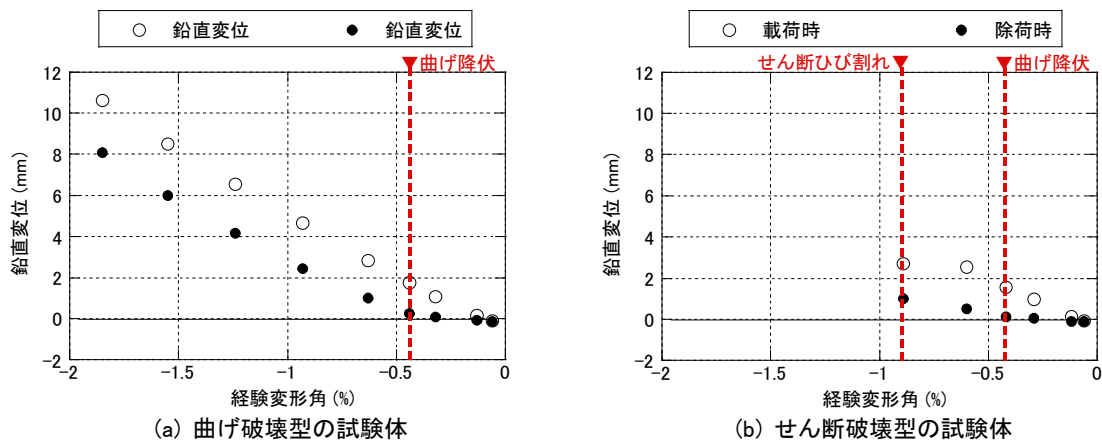 ○ 鉛直変位 ● 鉛直変位
曲げ降伏
12
10
8
6
4
2
0
-2
鉛直変位(mm)
-2 -1.5 -1 -0.5 0
経験変形角(%)
(a) 曲げ破壊型の試験体
○ 載荷時 ● 除荷時
せん断ひび割れ 曲げ降伏
12
10
8
6
4
2
0
-2
鉛直変位(mm)
-2 -1.5 -1 -0.5 0
経験変形角(%)
(b) せん断破壊型の試験体